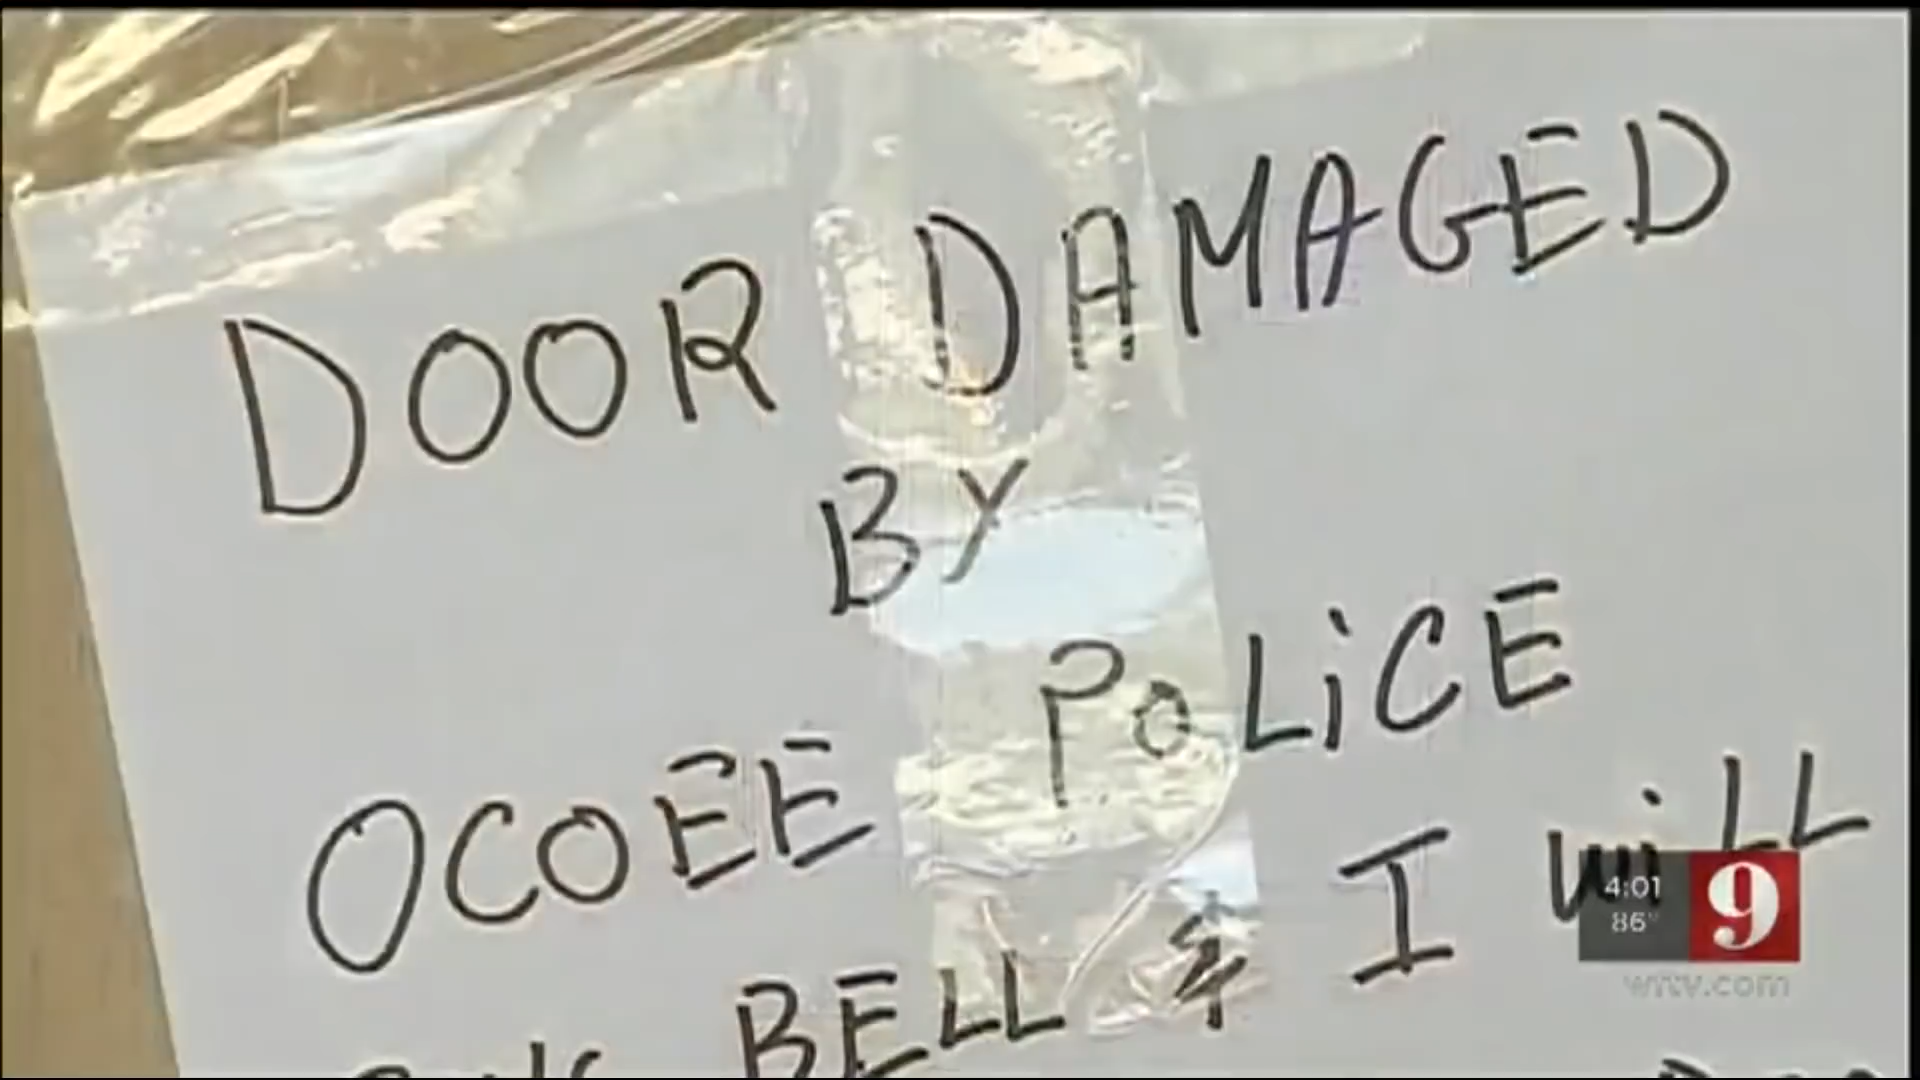 DOOR DAMAGED
BY
OCOEE POLiCE
BELL & I WiLL
4:01
86°
9
wftv.com